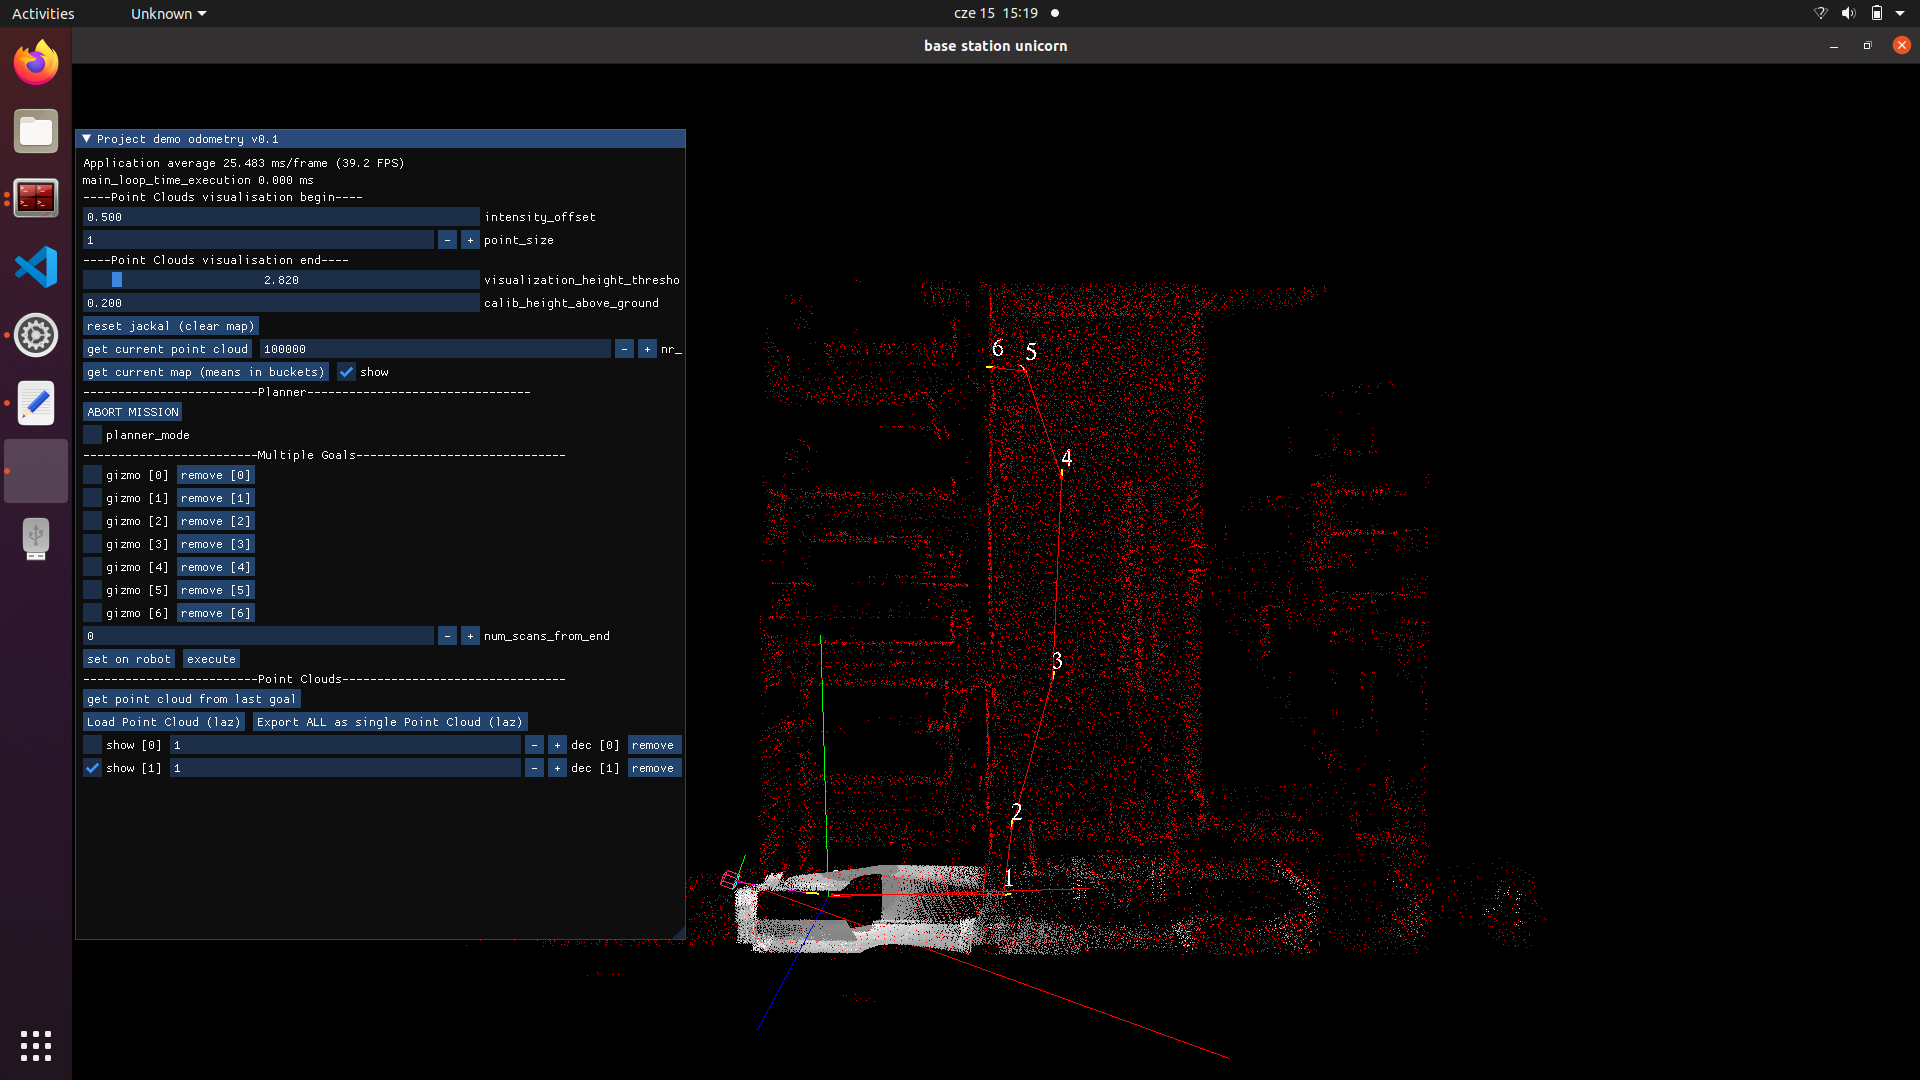 Activities
Unknown
cze 15 15:19
base station unicorn
Project demo odometry v0.1
Application average 25.483 ms/frame (39.2 FPS)
main_loop_time_execution 0.000 ms
----Point Clouds visualisation begin----
0.500 intensity_offset
1 - + point_size
----Point Clouds visualisation end----
2.820 visualization_height_thresho
0.200 calib_height_above_ground
reset jackal (clear map)
get current point cloud 100000 - + nr_
get current map (means in buckets) show
-------------------------Planner--------------------------------
ABORT MISSION
planner_mode
-------------------------Multiple Goals------------------------------
gizmo [0] remove [0]
gizmo [1] remove [1]
gizmo [2] remove [2]
gizmo [3] remove [3]
gizmo [4] remove [4]
gizmo [5] remove [5]
gizmo [6] remove [6]
0 - + num_scans_from_end
set on robot execute
-------------------------Point Clouds--------------------------------
get point cloud from last goal
Load Point Cloud (laz) Export ALL as single Point Cloud (laz)
show [0] 1 - + dec [0] remove
show [1] 1 - + dec [1] remove
6
5
4
3
2
1